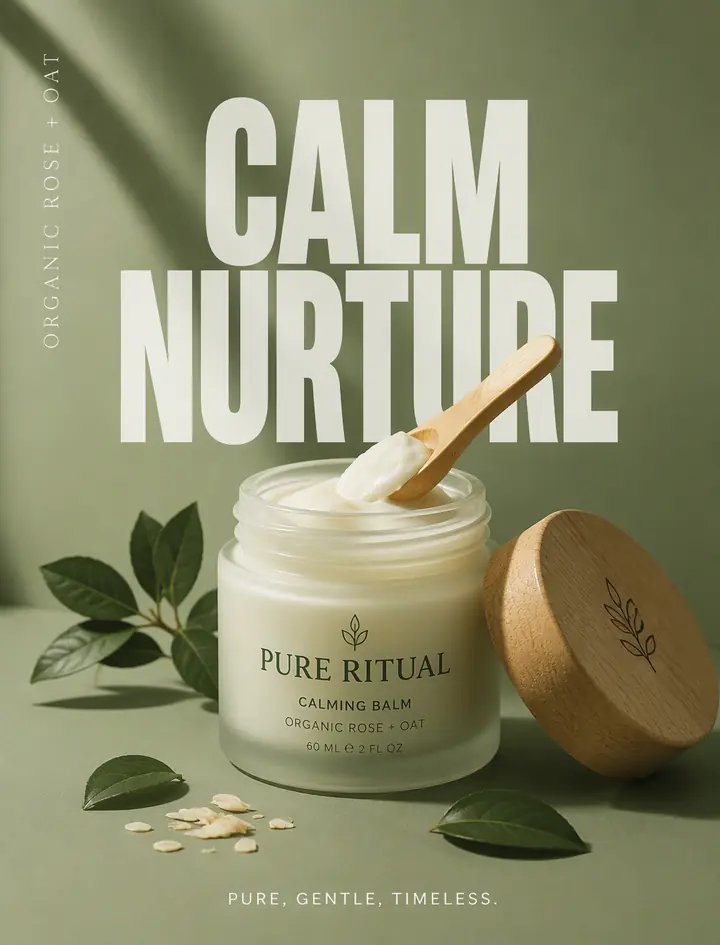 ORGANIC ROSE + OAT
CALM
NURTURE
PURE RITUAL
CALMING BALM
ORGANIC ROSE + OAT
60 ML ℮ 2 FL OZ
PURE, GENTLE, TIMELESS.